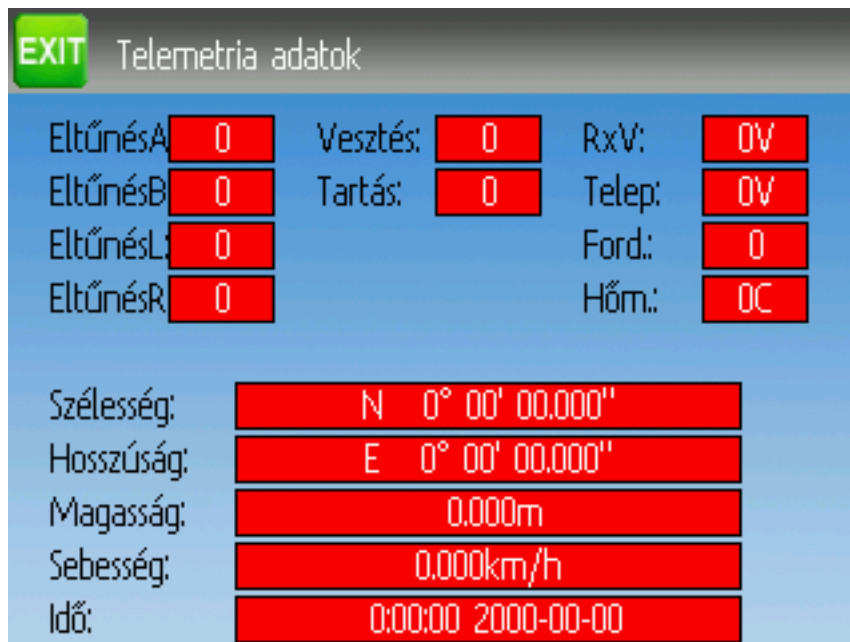 EXIT Telemetria adatok
EltűnésA 0 Vesztés: 0 RxV: 0V
EltűnésB 0 Tartás: 0 Telep: 0V
EltűnésL: 0 Ford.: 0
EltűnésR 0 Hőm.: 0C
Szélesség: N 0° 00' 00.000"
Hosszúság: E 0° 00' 00.000"
Magasság: 0.000m
Sebesség: 0.000km/h
Idő: 0:00:00 2000-00-00